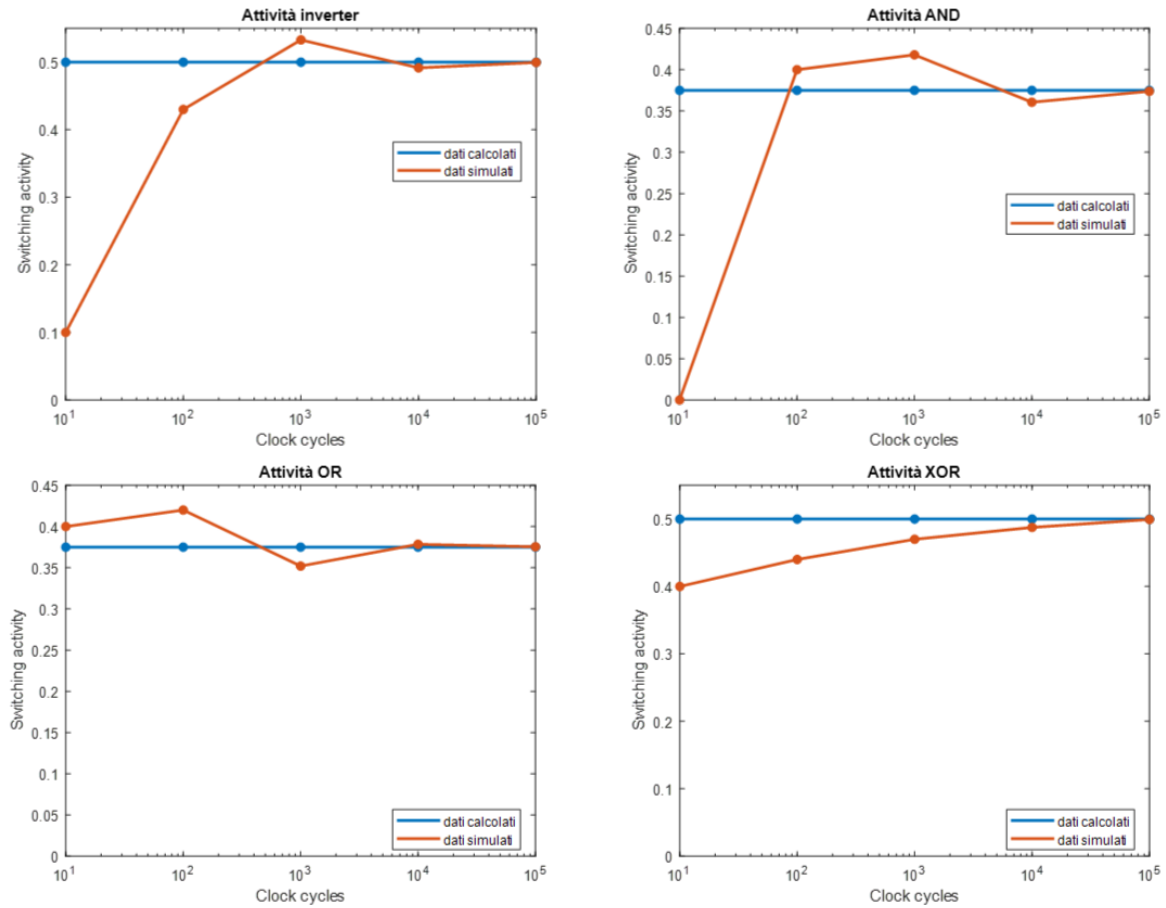 Attività inverter
Switching activity
0.5
0.4
0.3
0.2
0.1
0
dati calcolati
dati simulati
10^1 10^2 10^3 10^4 10^5
Clock cycles
Attività AND
Switching activity
0.45
0.4
0.35
0.3
0.25
0.2
0.15
0.1
0.05
0
dati calcolati
dati simulati
10^1 10^2 10^3 10^4 10^5
Clock cycles
Attività OR
Switching activity
0.45
0.4
0.35
0.3
0.25
0.2
0.15
0.1
0.05
0
dati calcolati
dati simulati
10^1 10^2 10^3 10^4 10^5
Clock cycles
Attività XOR
Switching activity
0.5
0.4
0.3
0.2
0.1
0
dati calcolati
dati simulati
10^1 10^2 10^3 10^4 10^5
Clock cycles